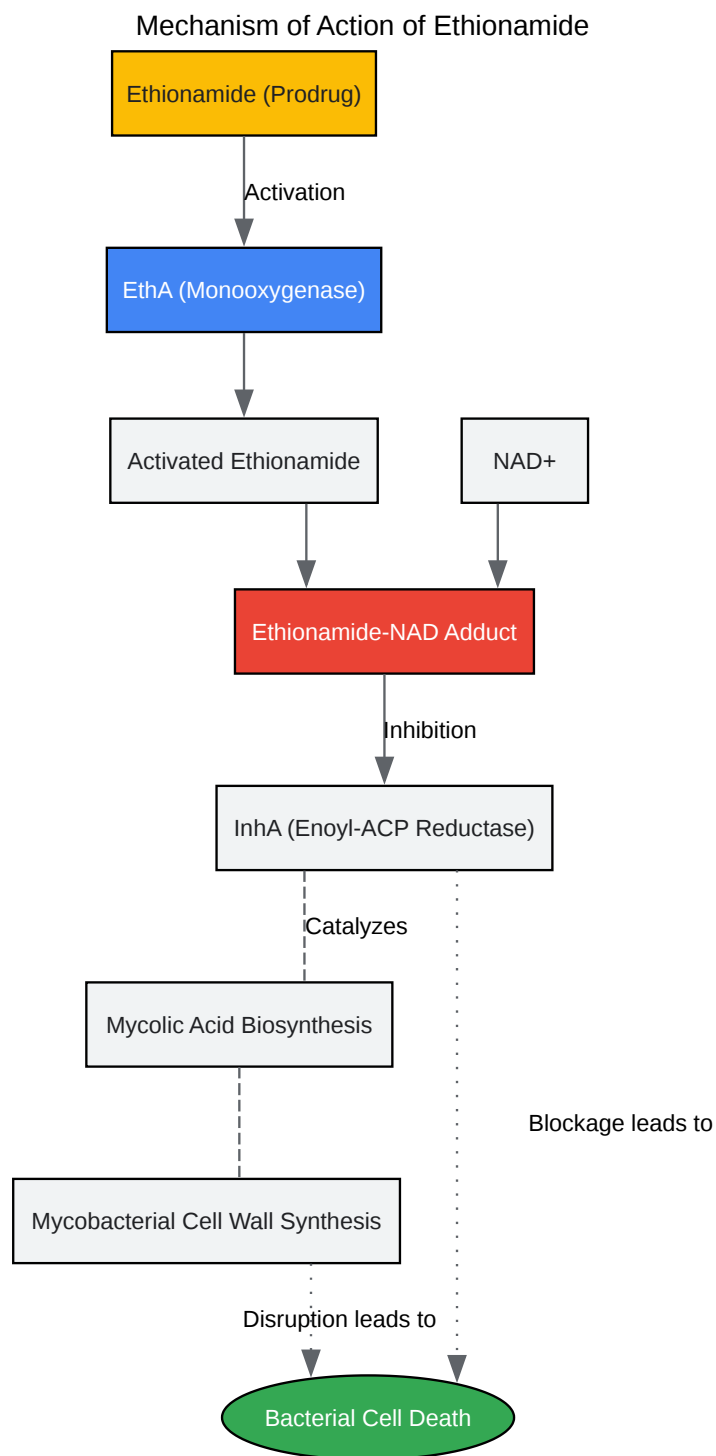 Mechanism of Action of Ethionamide
Ethionamide (Prodrug)
Activation
EthA (Monooxygenase)
Activated Ethionamide
NAD+
Ethionamide-NAD Adduct
Inhibition
InhA (Enoyl-ACP Reductase)
Catalyzes
Mycolic Acid Biosynthesis
Blockage leads to
Mycobacterial Cell Wall Synthesis
Disruption leads to
Bacterial Cell Death